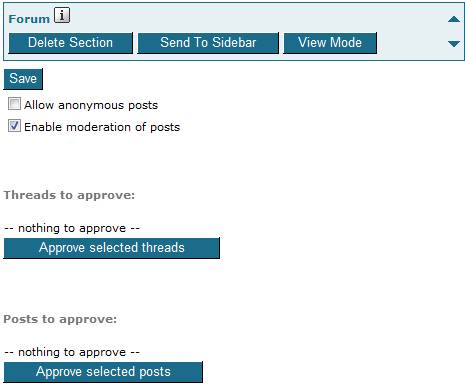 Forum i
Delete Section Send To Sidebar View Mode
Save
Allow anonymous posts
Enable moderation of posts
Threads to approve:
-- nothing to approve --
Approve selected threads
Posts to approve:
-- nothing to approve --
Approve selected posts